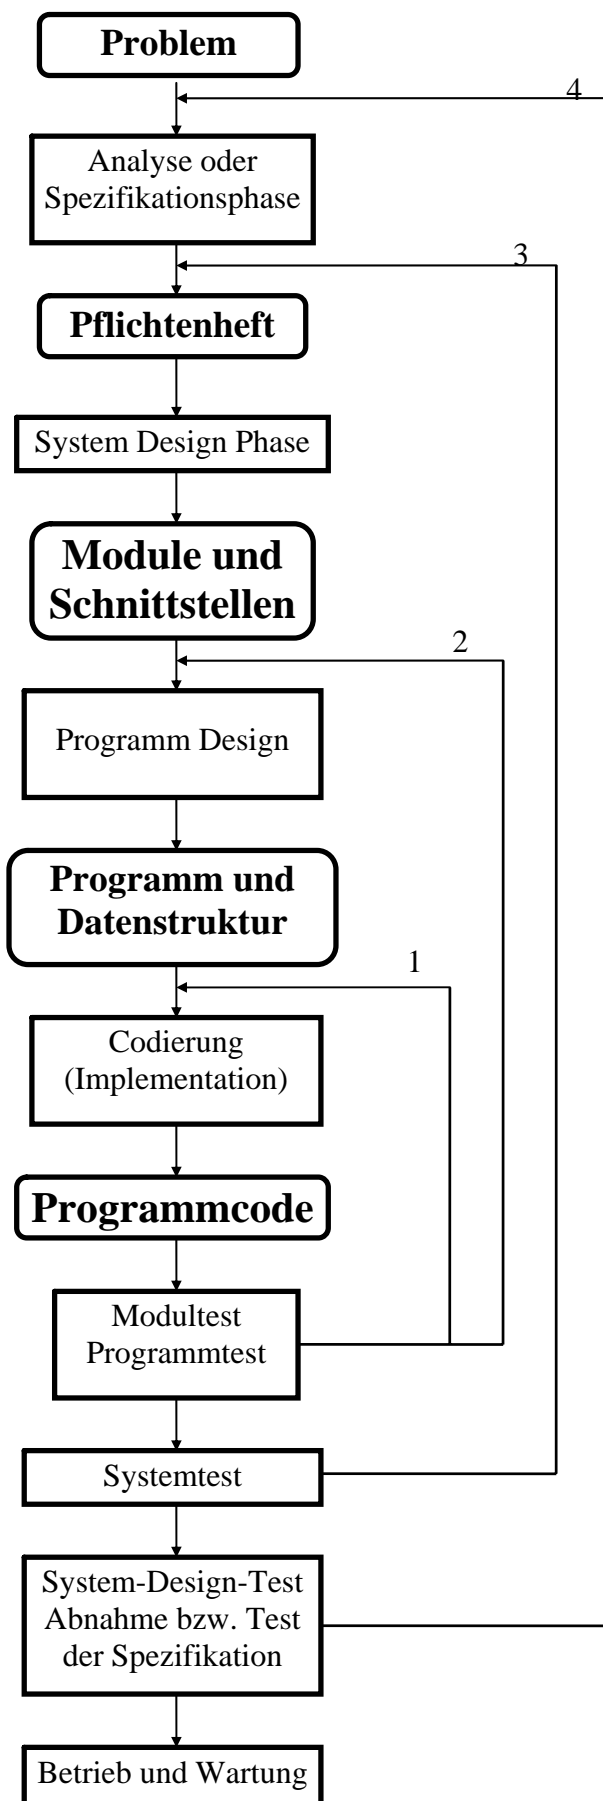 Problem
4
Analyse oder
Spezifikationsphase
3
Pflichtenheft
System Design Phase
Module und
Schnittstellen
2
Programm Design
Programm und
Datenstruktur
1
Codierung
(Implementation)
Programmcode
Modultest
Programmtest
Systemtest
System-Design-Test
Abnahme bzw. Test
der Spezifikation
Betrieb und Wartung